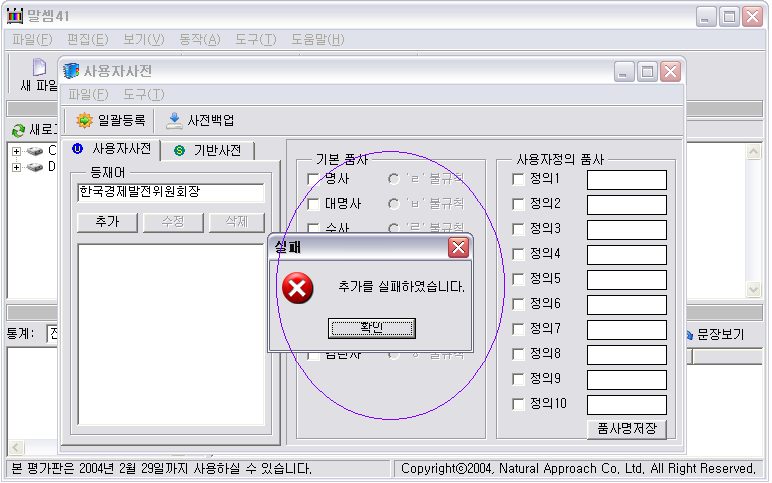 말셈41
파일(F) 편집(E) 보기(V) 동작(A) 도구(T) 도움말(H)
새 파일
사용자사전
파일(F) 도구(T)
일괄등록 사전백업
새로고
C
D
사용자사전 기반사전
등재어
한국경제발전위원회장
추가 수정 삭제
기본 품사
명사 'ㄹ' 불규칙
대명사 'ㅂ' 불규칙
수사 '르' 불규칙
실패
추가를 실패하였습니다.
확인
감탄사 불규칙
사용자정의 품사
정의1
정의2
정의3
정의4
정의5
정의6
정의7
정의8
정의9
정의10
품사명저장
통계:
문장보기
본 평가판은 2004년 2월 29일까지 사용하실 수 있습니다.
Copyright©2004, Natural Approach Co, Ltd, All Right Reserved,